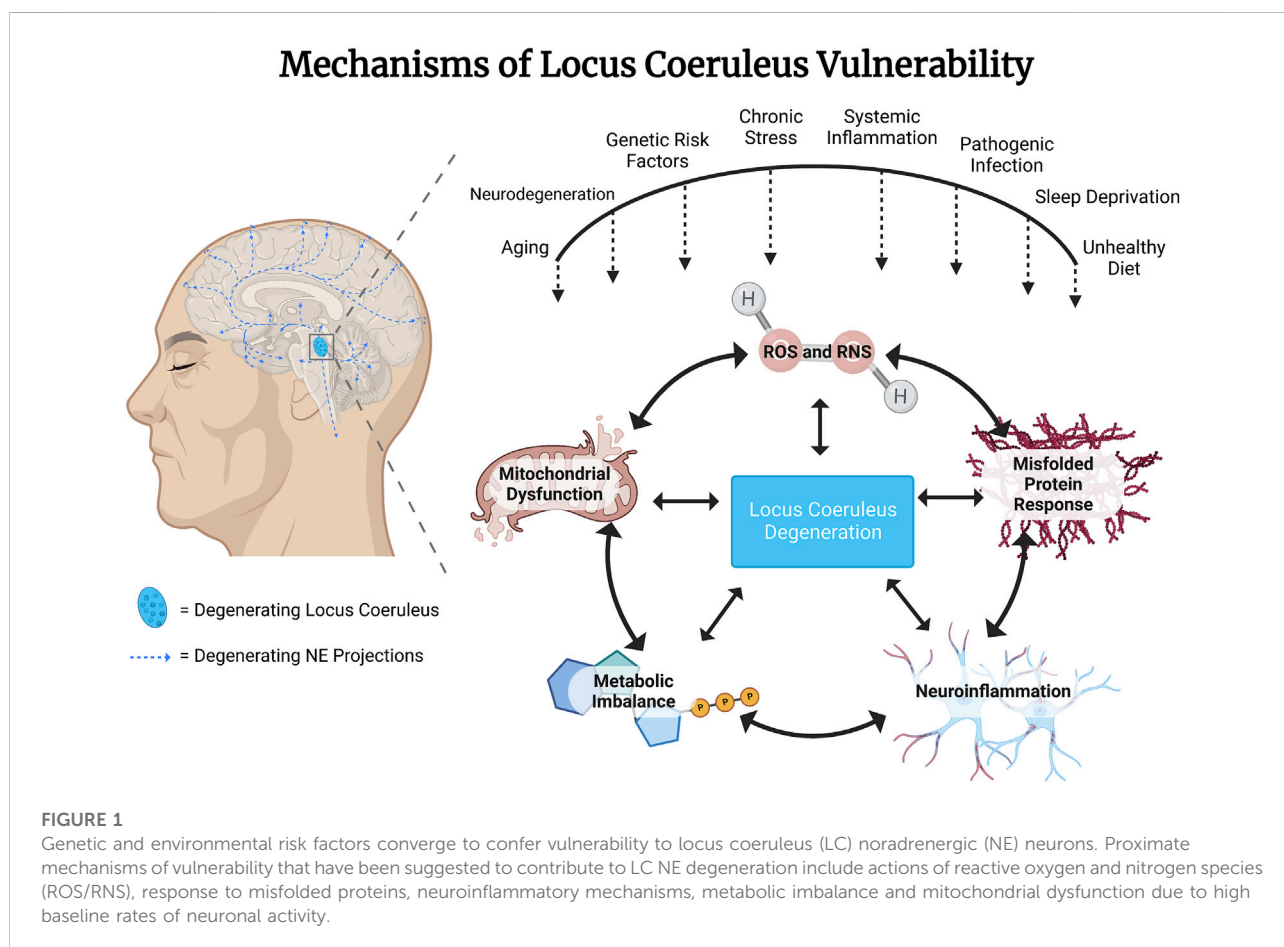 Mechanisms of Locus Coeruleus Vulnerability
Chronic
Stress
Systemic
Inflammation
Genetic Risk
Factors
Pathogenic
Infection
Neurodegeneration
Sleep Deprivation
Aging
Unhealthy
Diet
H
ROS and RNS
H
Mitochondrial
Dysfunction
Misfolded
Protein
Response
Locus Coeruleus
Degeneration
= Degenerating Locus Coeruleus
= Degenerating NE Projections
Metabolic
Imbalance
P P P
Neuroinflammation
FIGURE 1
Genetic and environmental risk factors converge to confer vulnerability to locus coeruleus (LC) noradrenergic (NE) neurons. Proximate
mechanisms of vulnerability that have been suggested to contribute to LC NE degeneration include actions of reactive oxygen and nitrogen species
(ROS/RNS), response to misfolded proteins, neuroinflammatory mechanisms, metabolic imbalance and mitochondrial dysfunction due to high
baseline rates of neuronal activity.